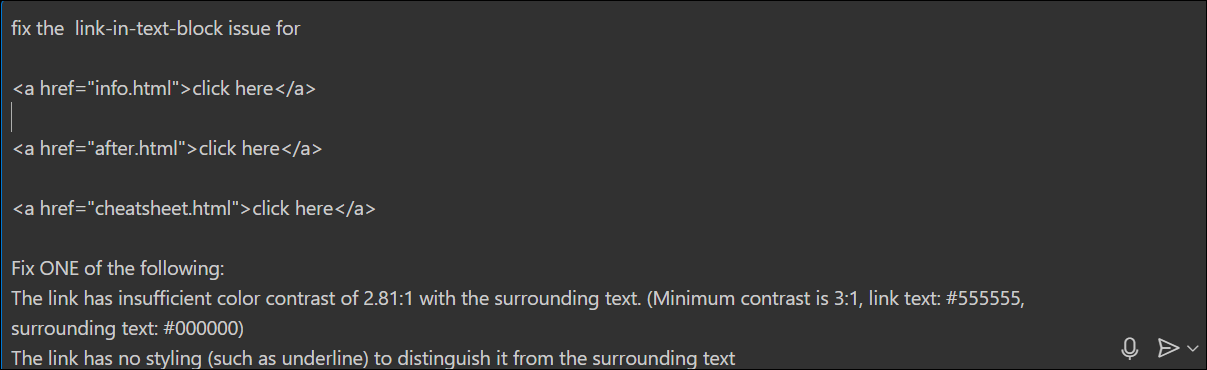 fix the  link-in-text-block issue for
<a href="info.html">click here</a>
<a href="after.html">click here</a>
<a href="cheatsheet.html">click here</a>
Fix ONE of the following:
The link has insufficient color contrast of 2.81:1 with the surrounding text. (Minimum contrast is 3:1, link text: #555555,
surrounding text: #000000)
The link has no styling (such as underline) to distinguish it from the surrounding text